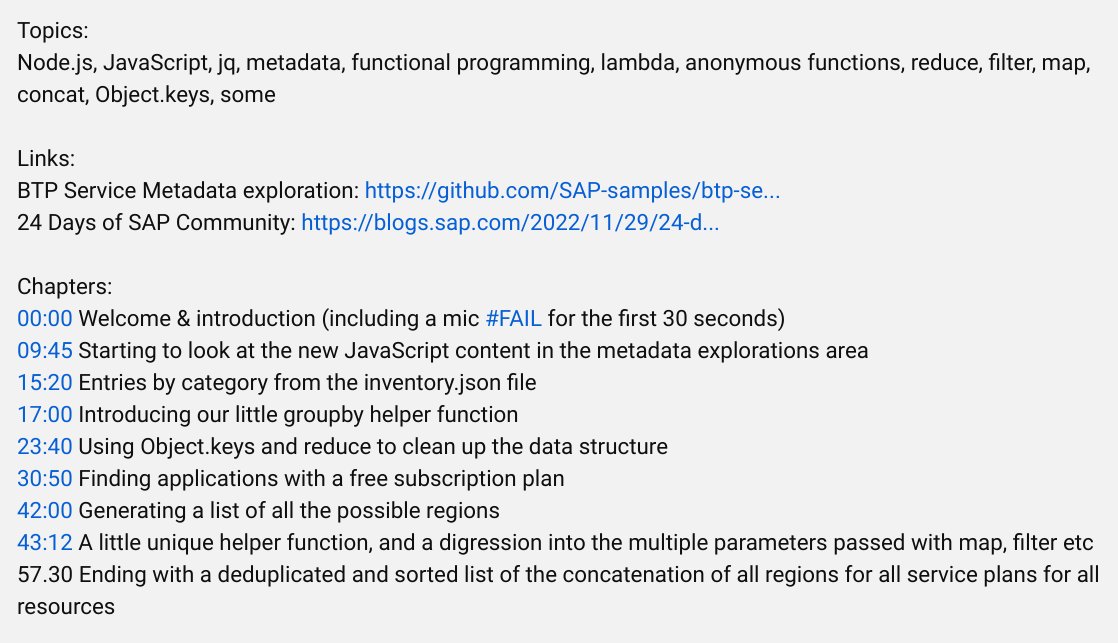 Topics:
Node.js, JavaScript, jq, metadata, functional programming, lambda, anonymous functions, reduce, filter, map,
concat, Object.keys, some
Links:
BTP Service Metadata exploration: https://github.com/SAP-samples/btp-se...
24 Days of SAP Community: https://blogs.sap.com/2022/11/29/24-d...
Chapters:
00:00 Welcome & introduction (including a mic #FAIL for the first 30 seconds)
09:45 Starting to look at the new JavaScript content in the metadata explorations area
15:20 Entries by category from the inventory.json file
17:00 Introducing our little groupby helper function
23:40 Using Object.keys and reduce to clean up the data structure
30:50 Finding applications with a free subscription plan
42:00 Generating a list of all the possible regions
43:12 A little unique helper function, and a digression into the multiple parameters passed with map, filter etc
57.30 Ending with a deduplicated and sorted list of the concatenation of all regions for all service plans for all
resources